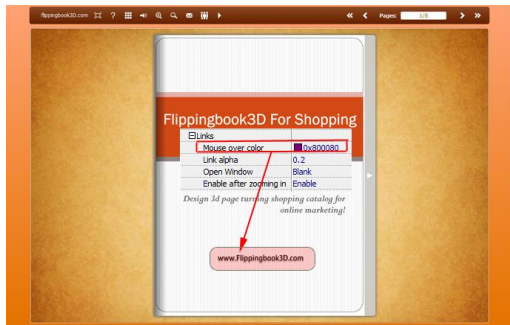 flippingbook3D.com
Pages: 1/8
Flippingbook3D For Shopping
Links
Mouse over color 0x800080
Link alpha 0.2
Open Window Blank
Enable after zooming in Enable
Design 3d page turning shopping catalog for
online marketing!
www.Flippingbook3D.com